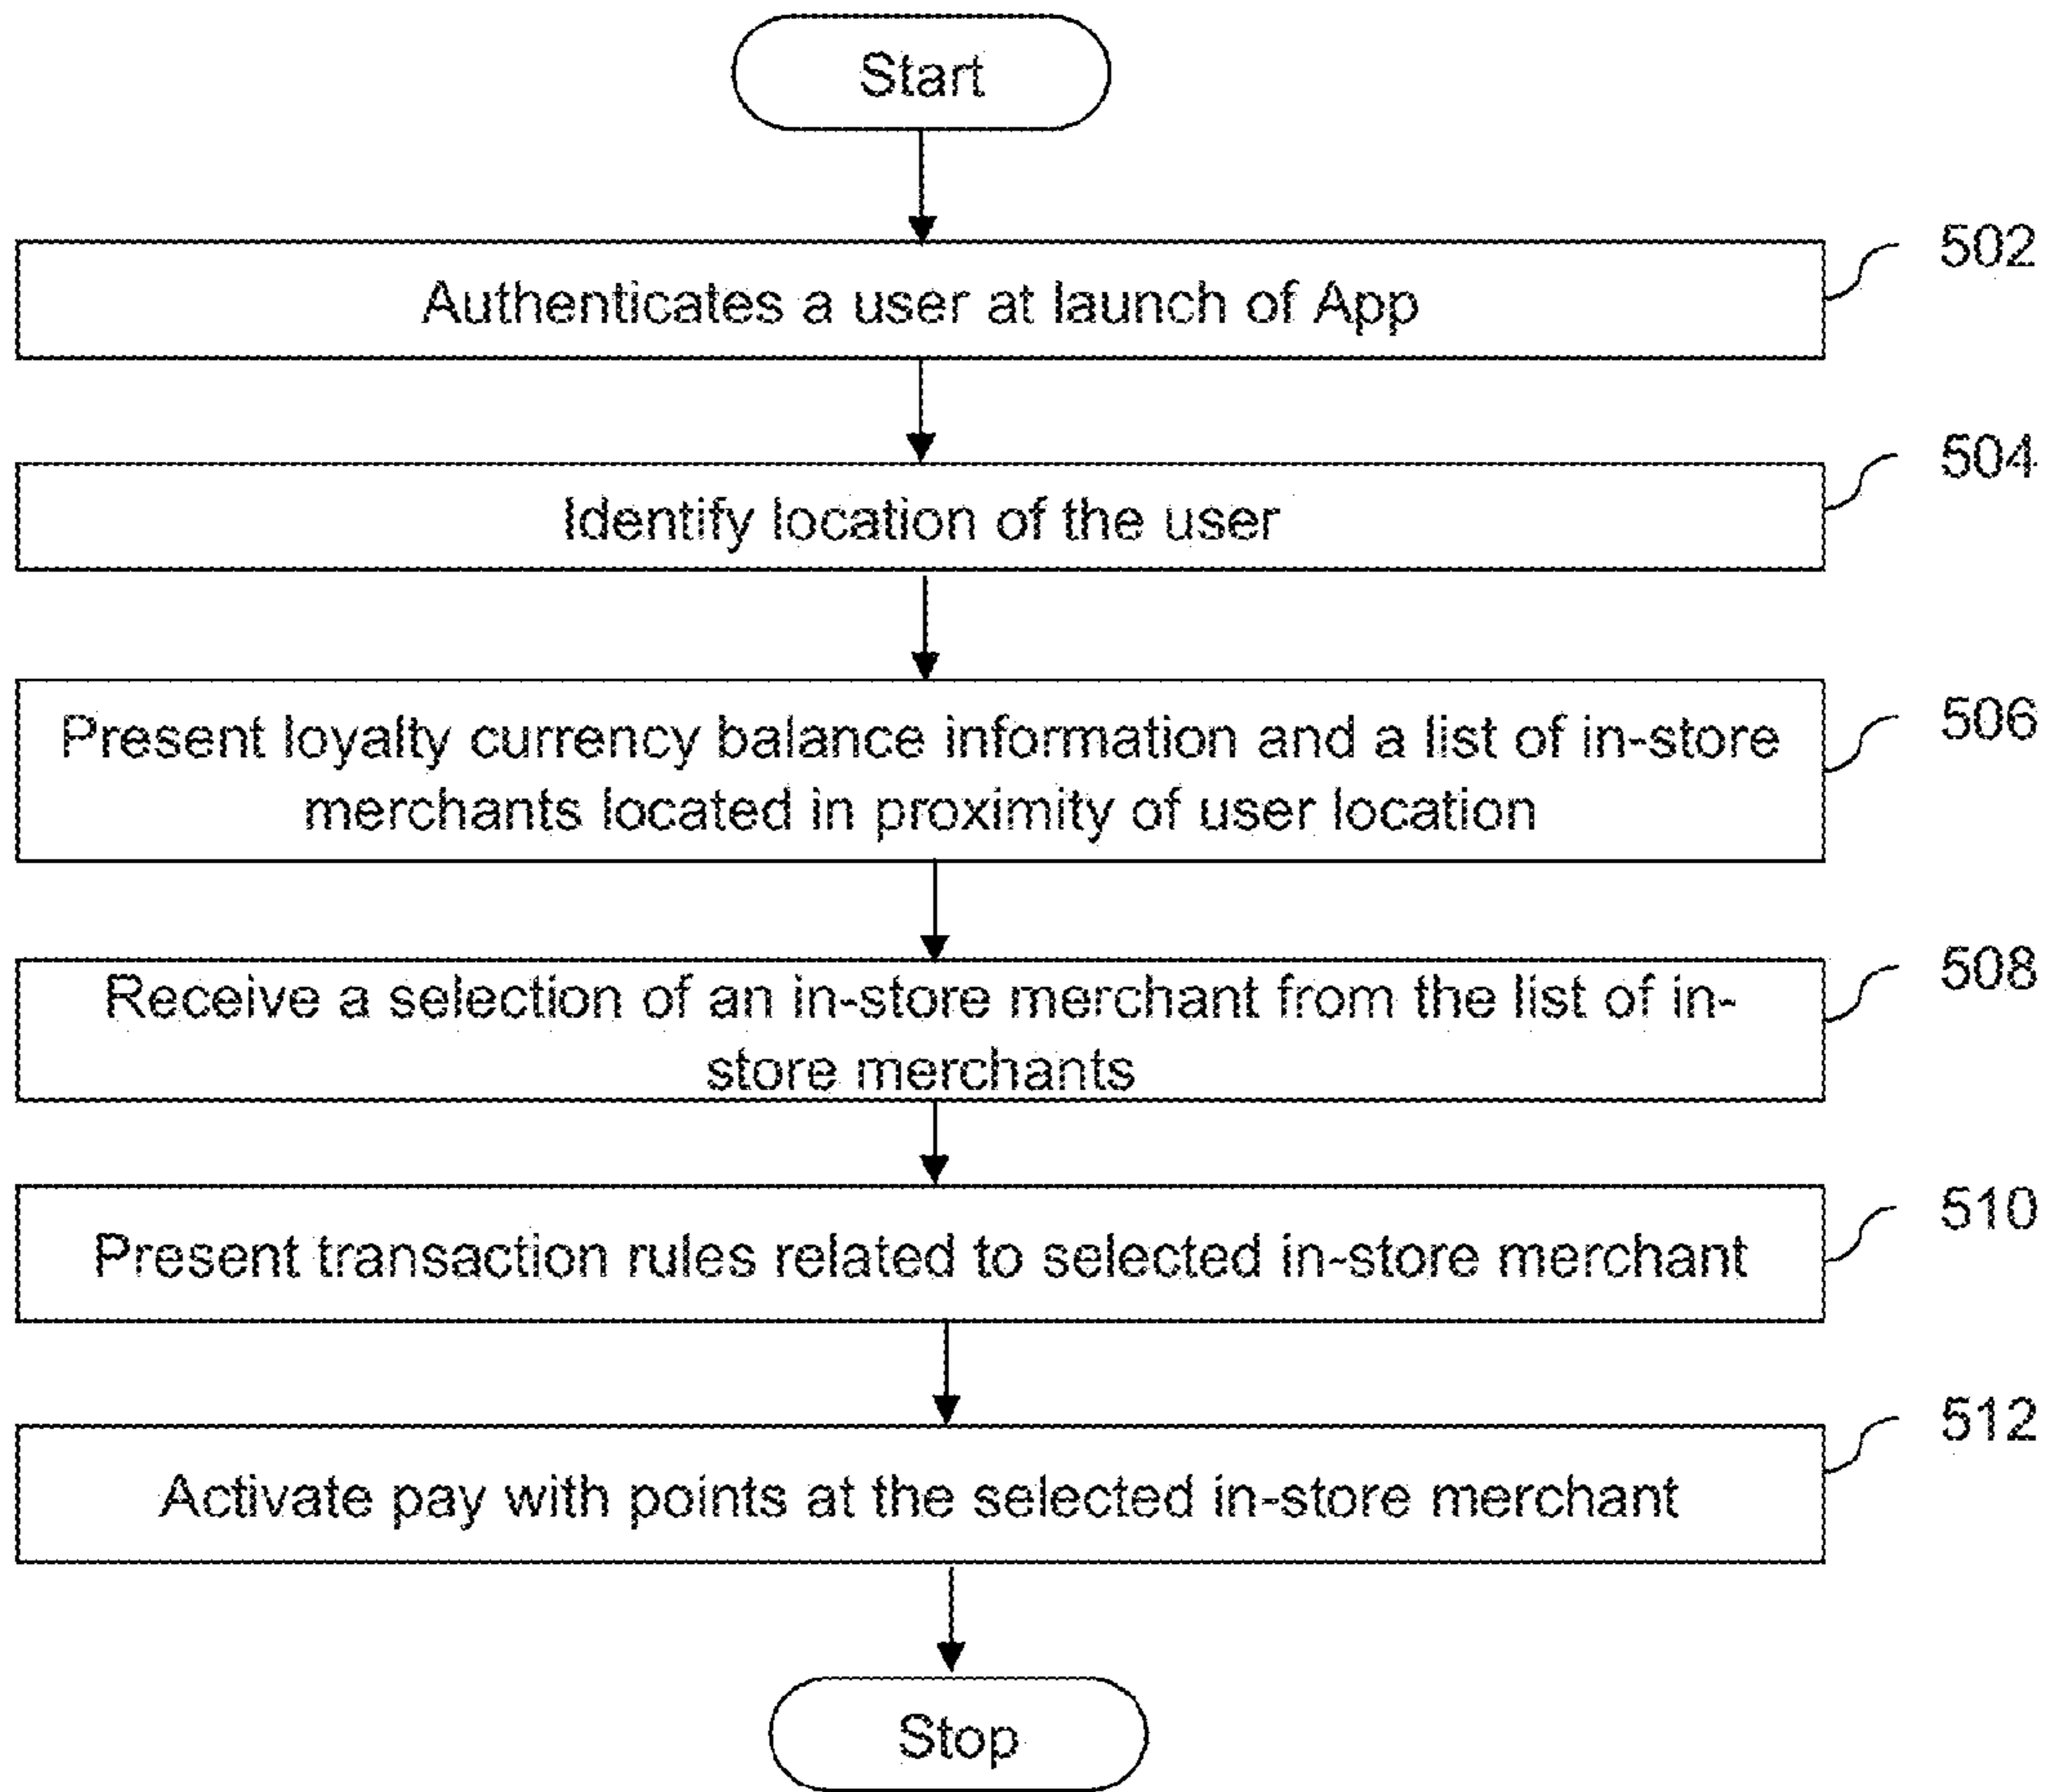 Start
502
Authenticates a user at launch of App
504
Identify location of the user
506
Present loyalty currency balance information and a list of in-store
merchants located in proximity of user location
508
Receive a selection of an in-store merchant from the list of in-
store merchants
510
Present transaction rules related to selected in-store merchant
512
Activate pay with points at the selected in-store merchant
Stop